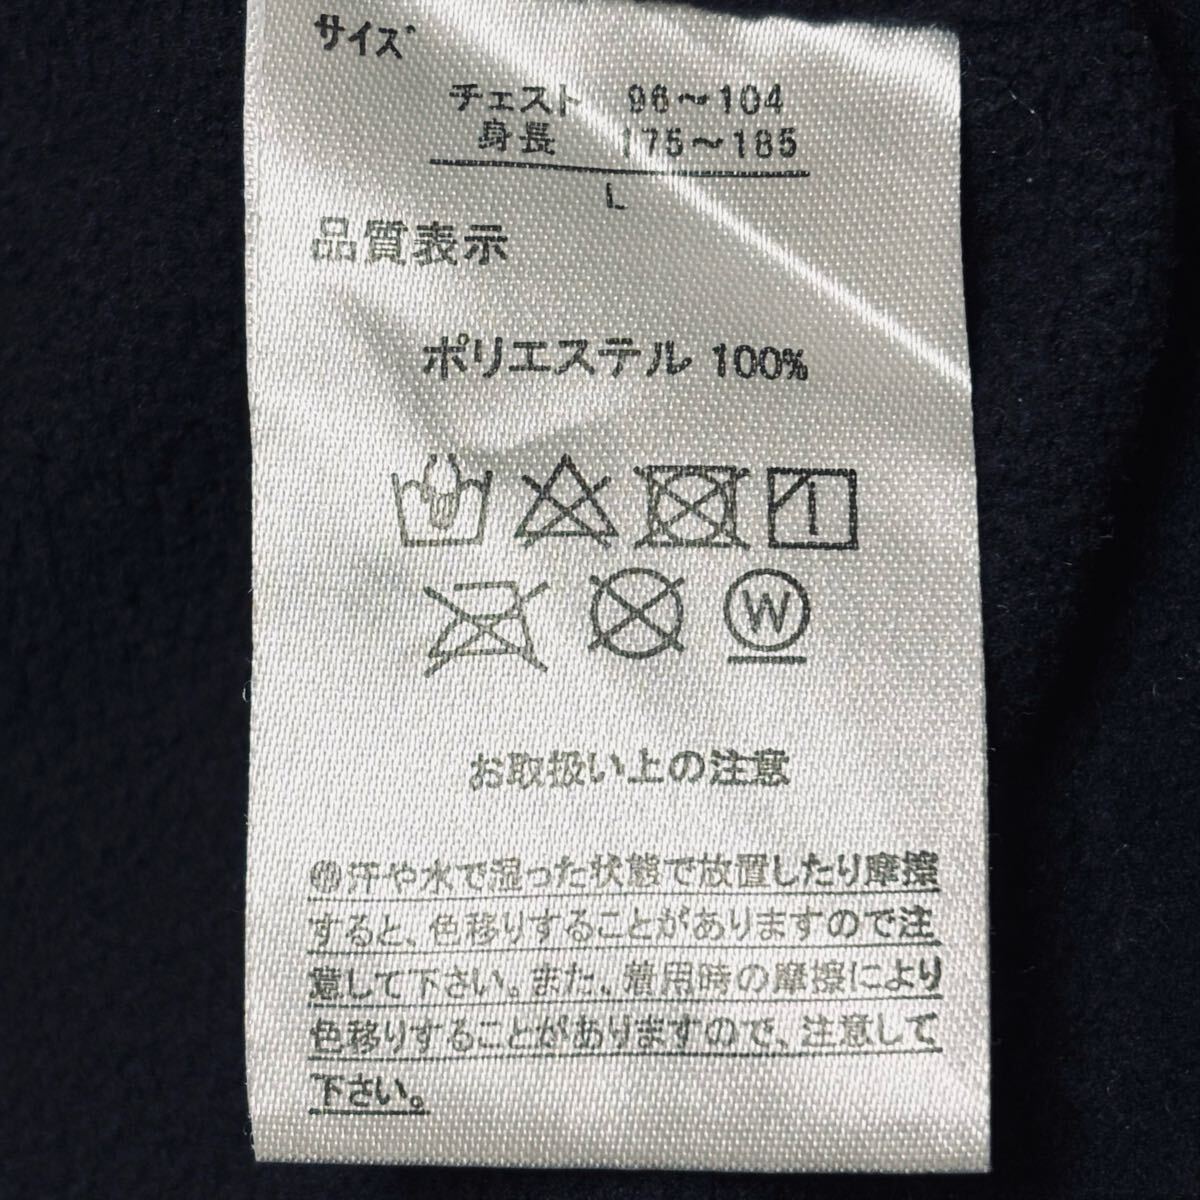 サイズ
チェスト 96～104
身長 175～185
L
品質表示
ポリエステル 100%
W
お取扱い上の注意
汗や水で湿った状態で放置したり摩擦
すると、色移りすることがありますので注
意して下さい。また、着用時の摩擦により
色移りすることがありますので、注意して
下さい。